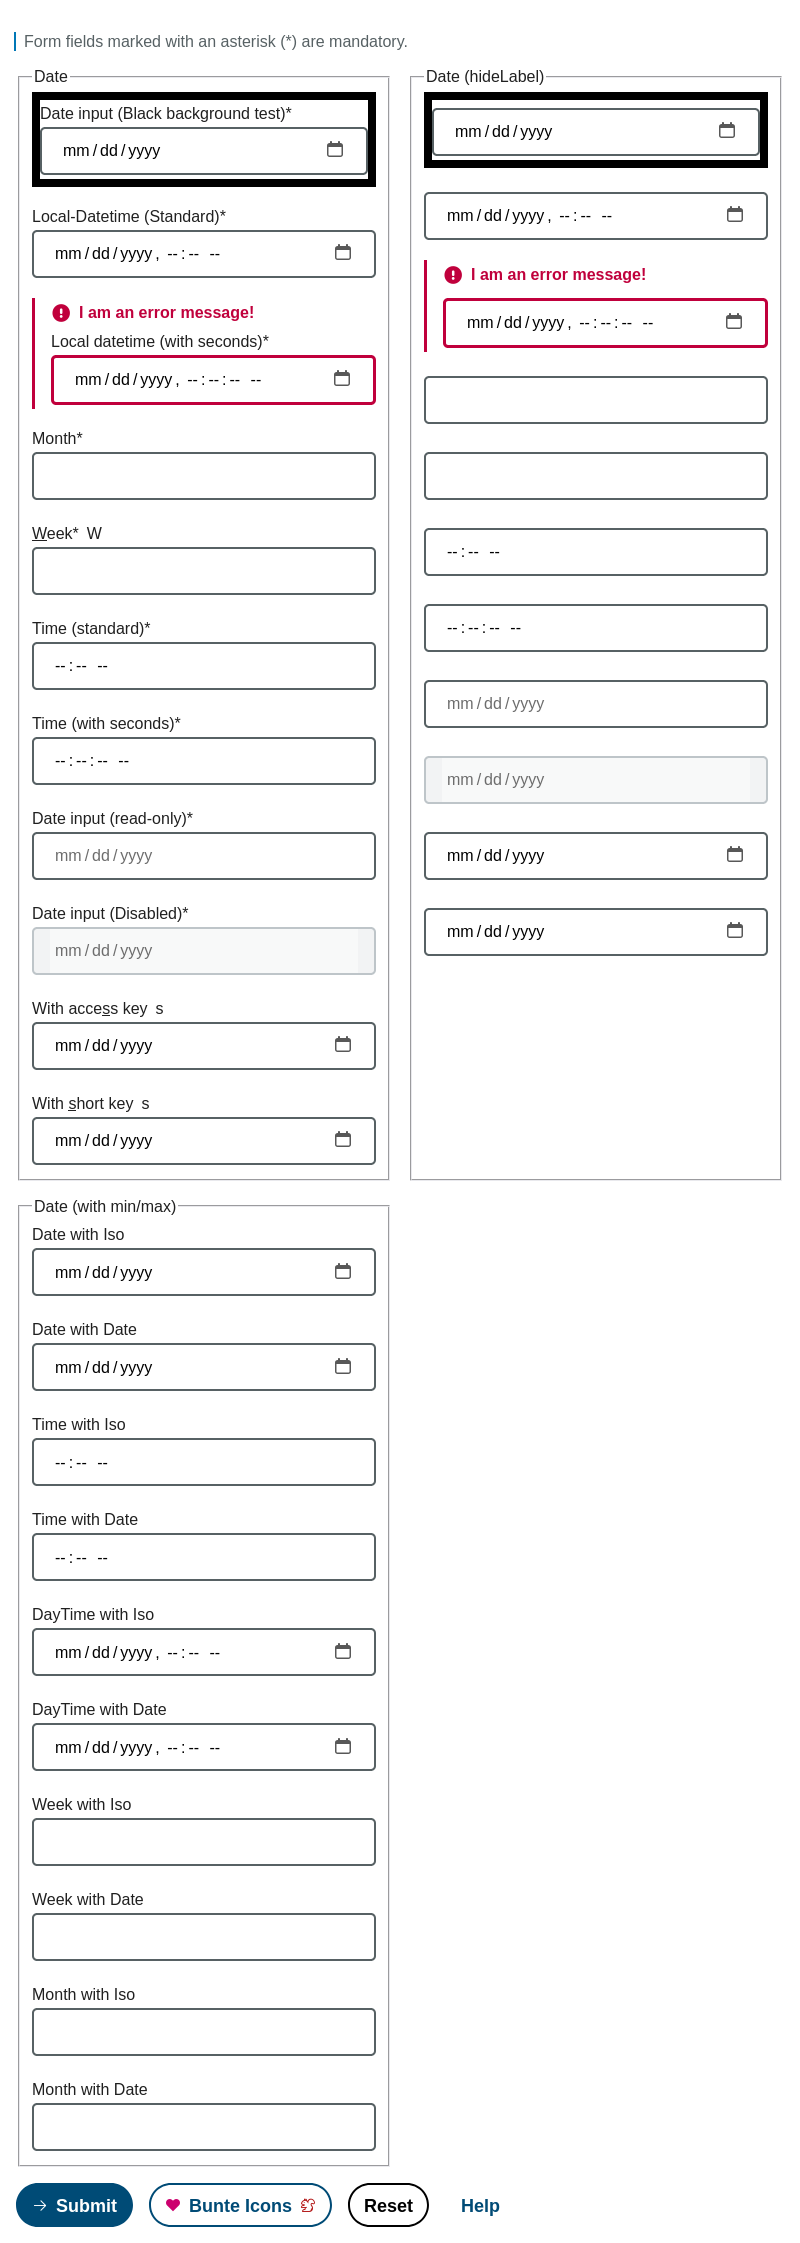 Form fields marked with an asterisk (*) are mandatory.
Date
Date input (Black background test)*
mm/dd/yyyy
Local-Datetime (Standard)*
mm/dd/yyyy, --:-- --
I am an error message!
Local datetime (with seconds)*
mm/dd/yyyy, --:--:-- --
Month*
Week* W
Time (standard)*
--:-- --
Time (with seconds)*
--:--:-- --
Date input (read-only)*
mm/dd/yyyy
Date input (Disabled)*
mm/dd/yyyy
With access key s
mm/dd/yyyy
With short key s
mm/dd/yyyy
Date (hideLabel)
mm/dd/yyyy
mm/dd/yyyy, --:-- --
I am an error message!
mm/dd/yyyy, --:--:-- --
--:-- --
--:--:-- --
mm/dd/yyyy
mm/dd/yyyy
mm/dd/yyyy
mm/dd/yyyy
Date (with min/max)
Date with Iso
mm/dd/yyyy
Date with Date
mm/dd/yyyy
Time with Iso
--:-- --
Time with Date
--:-- --
DayTime with Iso
mm/dd/yyyy, --:-- --
DayTime with Date
mm/dd/yyyy, --:-- --
Week with Iso
Week with Date
Month with Iso
Month with Date
Submit
Bunte Icons
Reset
Help